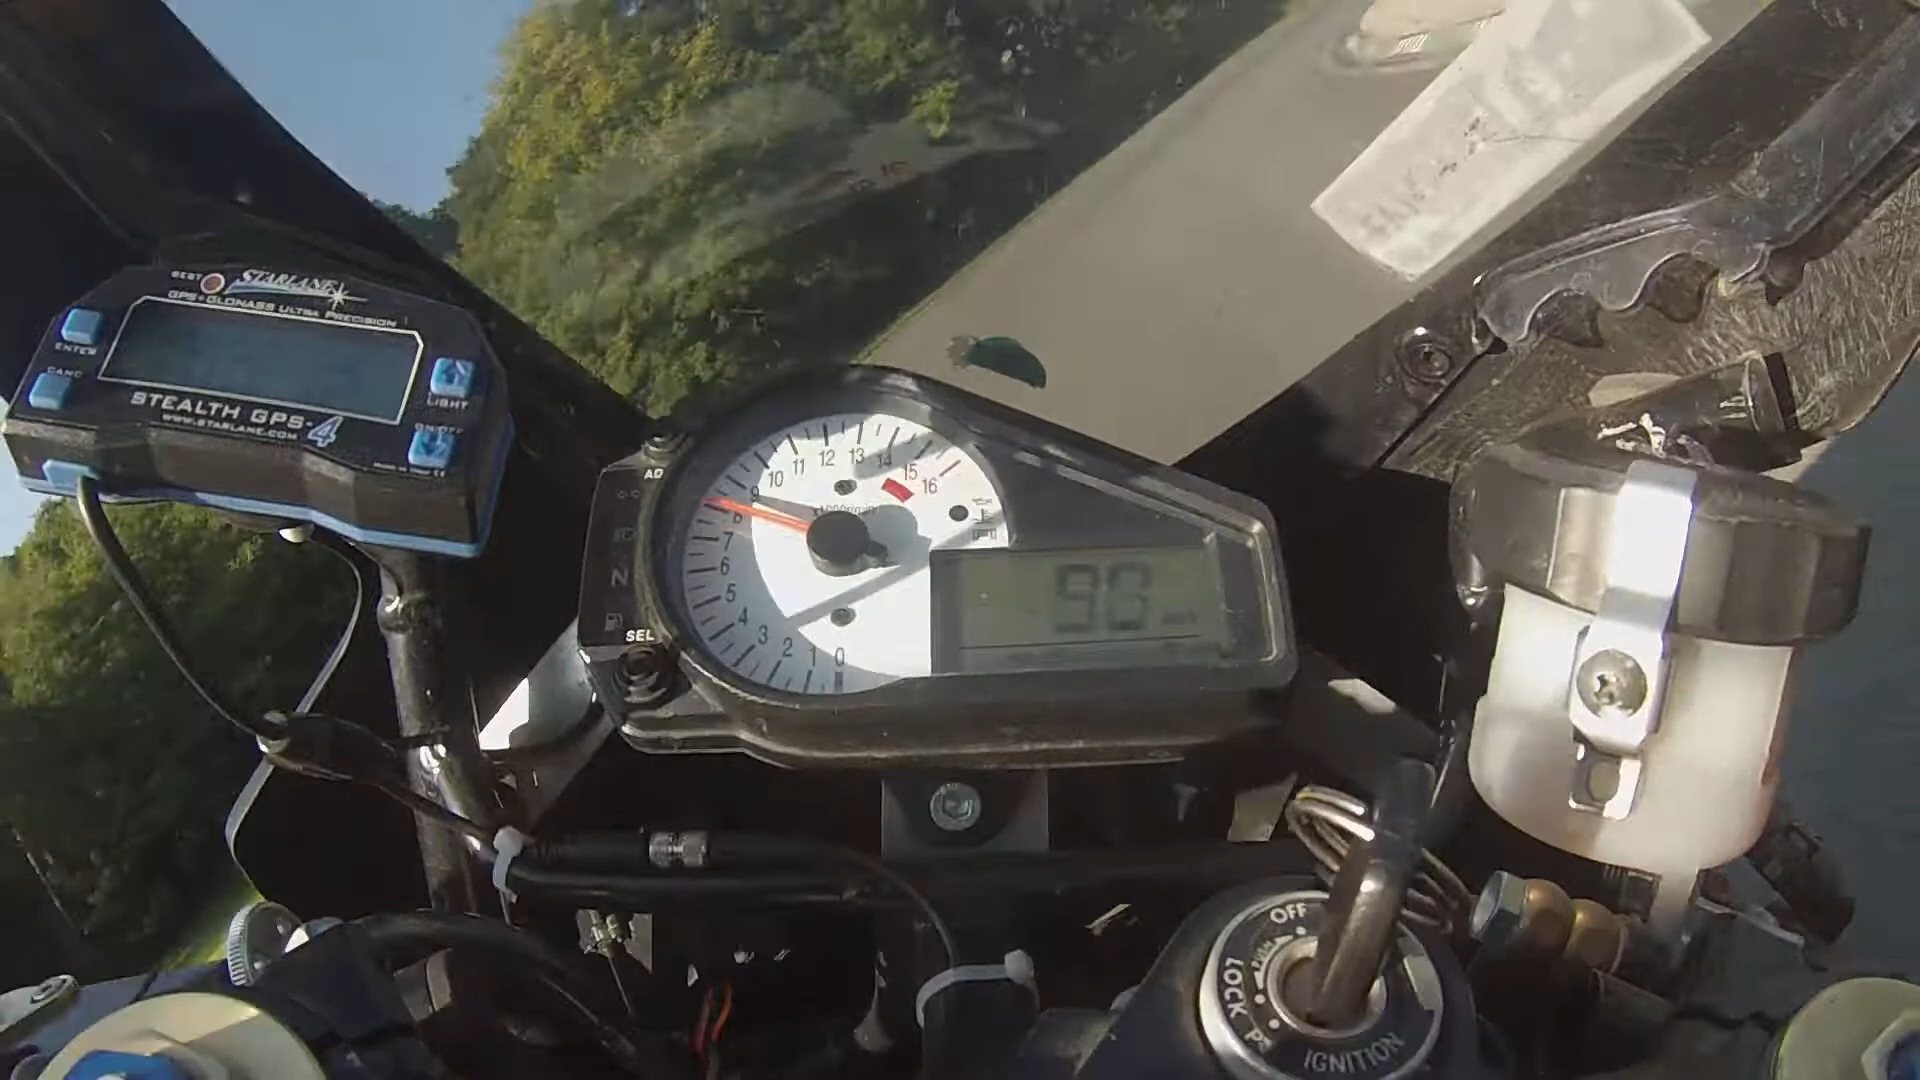 BEST STARLANE
GPS+GLONASS ULTRA PRECISION
ENTER
CANC
LIGHT
ON/OFF
STEALTH GPS-4
WWW.STARLANE.COM
ADJ
N
SEL
0 1 2 3 4 5 6 7 8 9 10 11 12 13 14 15 16
OFF
PUSH
LOCK
P
IGNITION